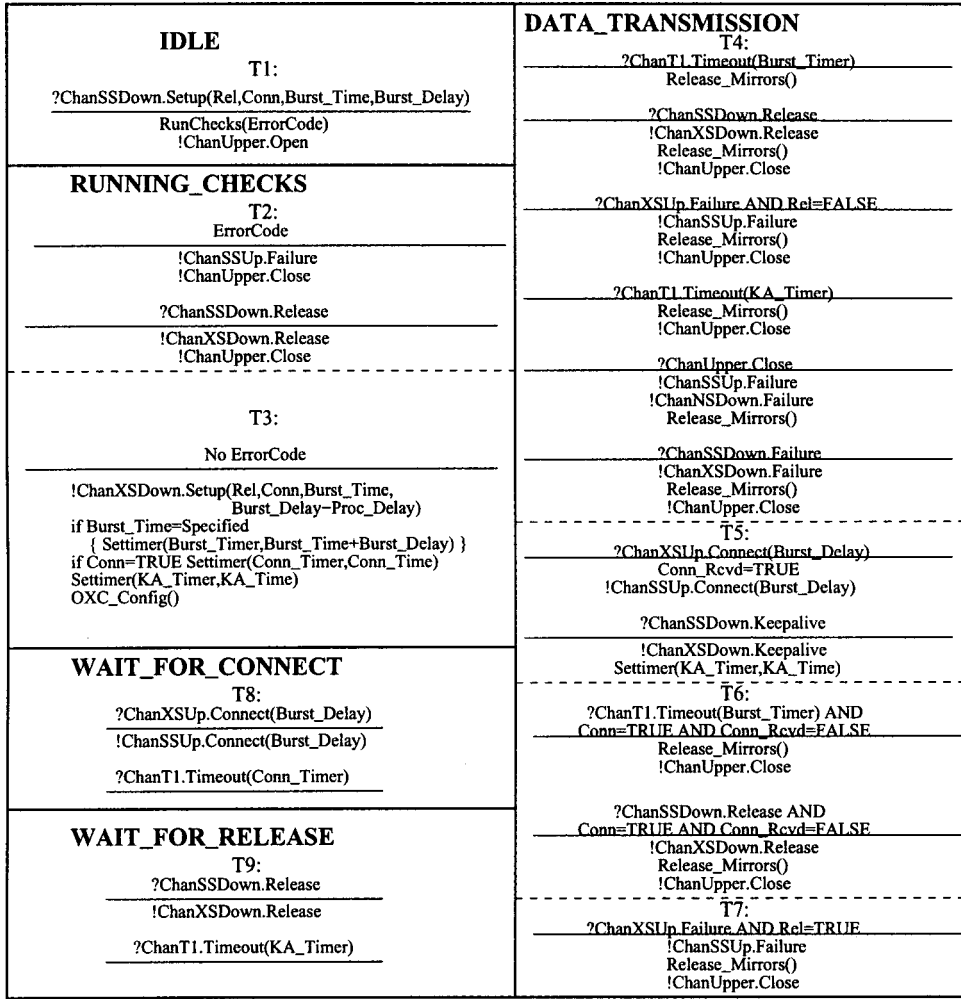 IDLE
T1:
?ChanSSDown.Setup(Rel,Conn,Burst_Time,Burst_Delay)
RunChecks(ErrorCode)
!ChanUpper.Open
RUNNING_CHECKS
T2:
ErrorCode
!ChanSSUp.Failure
!ChanUpper.Close
?ChanSSDown.Release
!ChanXSDown.Release
!ChanUpper.Close
T3:
No ErrorCode
!ChanXSDown.Setup(Rel,Conn,Burst_Time,
Burst_Delay−Proc_Delay)
if Burst_Time=Specified
{ Settimer(Burst_Timer,Burst_Time+Burst_Delay) }
if Conn=TRUE Settimer(Conn_Timer,Conn_Time)
Settimer(KA_Timer,KA_Time)
OXC_Config()
WAIT_FOR_CONNECT
T8:
?ChanXSUp.Connect(Burst_Delay)
!ChanSSUp.Connect(Burst_Delay)
?ChanT1.Timeout(Conn_Timer)
WAIT_FOR_RELEASE
T9:
?ChanSSDown.Release
!ChanXSDown.Release
?ChanT1.Timeout(KA_Timer)
DATA_TRANSMISSION
T4:
?ChanT1.Timeout(Burst_Timer)
Release_Mirrors()
?ChanSSDown.Release
!ChanXSDown.Release
Release_Mirrors()
!ChanUpper.Close
?ChanXSUp.Failure AND Rel=FALSE
!ChanSSUp.Failure
Release_Mirrors()
!ChanUpper.Close
?ChanT1.Timeout(KA_Timer)
Release_Mirrors()
!ChanUpper.Close
?ChanUpper.Close
!ChanSSUp.Failure
!ChanNSDown.Failure
Release_Mirrors()
?ChanSSDown.Failure
!ChanXSDown.Failure
Release_Mirrors()
!ChanUpper.Close
T5:
?ChanXSUp.Connect(Burst_Delay)
Conn_Rcvd=TRUE
!ChanSSUp.Connect(Burst_Delay)
?ChanSSDown.Keepalive
!ChanXSDown.Keepalive
Settimer(KA_Timer,KA_Time)
T6:
?ChanT1.Timeout(Burst_Timer) AND
Conn=TRUE AND Conn_Rcvd=FALSE
Release_Mirrors()
!ChanUpper.Close
?ChanSSDown.Release AND
Conn=TRUE AND Conn_Rcvd=FALSE
!ChanXSDown.Release
Release_Mirrors()
!ChanUpper.Close
T7:
?ChanXSUp.Failure AND Rel=TRUE
!ChanSSUp.Failure
Release_Mirrors()
!ChanUpper.Close